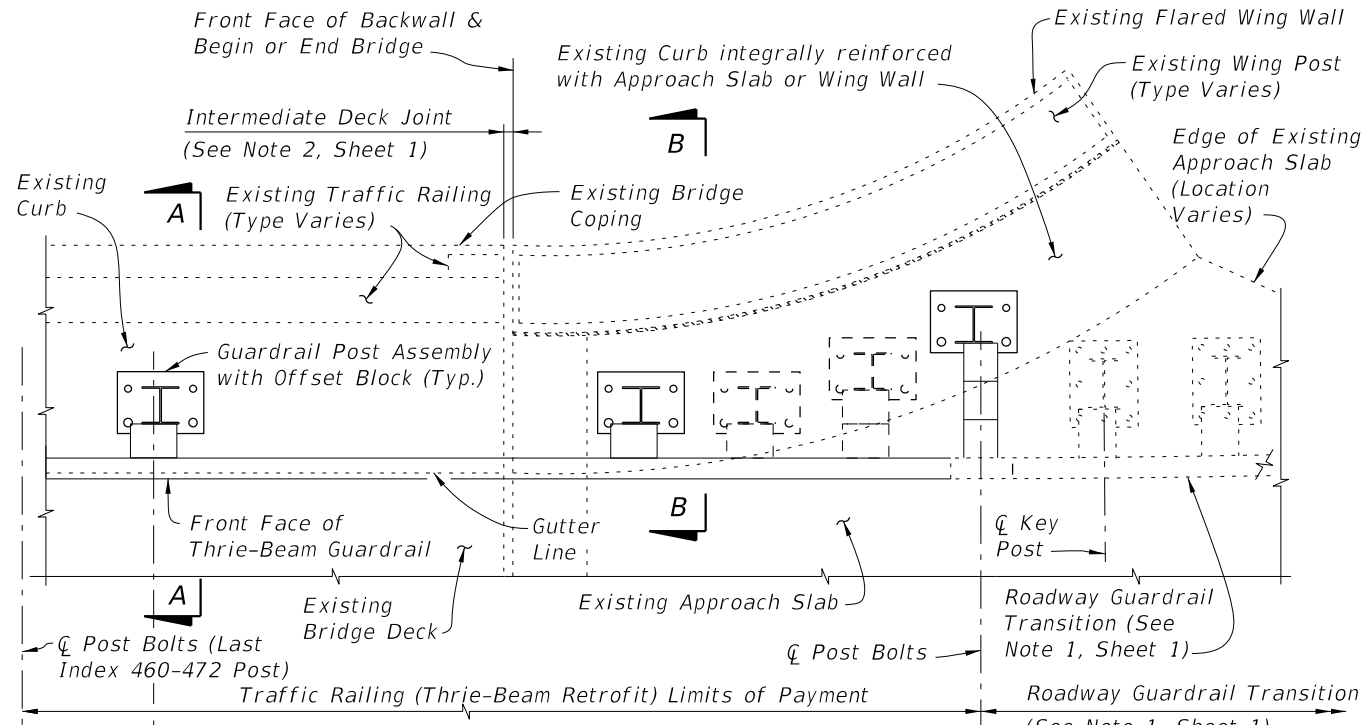 Front Face of Backwall &
Begin or End Bridge
Existing Flared Wing Wall
Existing Curb integrally reinforced
with Approach Slab or Wing Wall
Existing Wing Post
(Type Varies)
Intermediate Deck Joint
(See Note 2, Sheet 1)
B
Edge of Existing
Approach Slab
(Location
Varies)
Existing
Curb
A
Existing Traffic Railing
(Type Varies)
Existing Bridge
Coping
Guardrail Post Assembly
with Offset Block (Typ.)
Front Face of
Thrie-Beam Guardrail
Gutter
Line
B
℄ Key
Post
A
Existing
Bridge Deck
Existing Approach Slab
Roadway Guardrail
Transition (See
Note 1, Sheet 1)
℄ Post Bolts (Last
Index 460-472 Post)
℄ Post Bolts
Traffic Railing (Thrie-Beam Retrofit) Limits of Payment
Roadway Guardrail Transition
(See Note 1, Sheet 1)